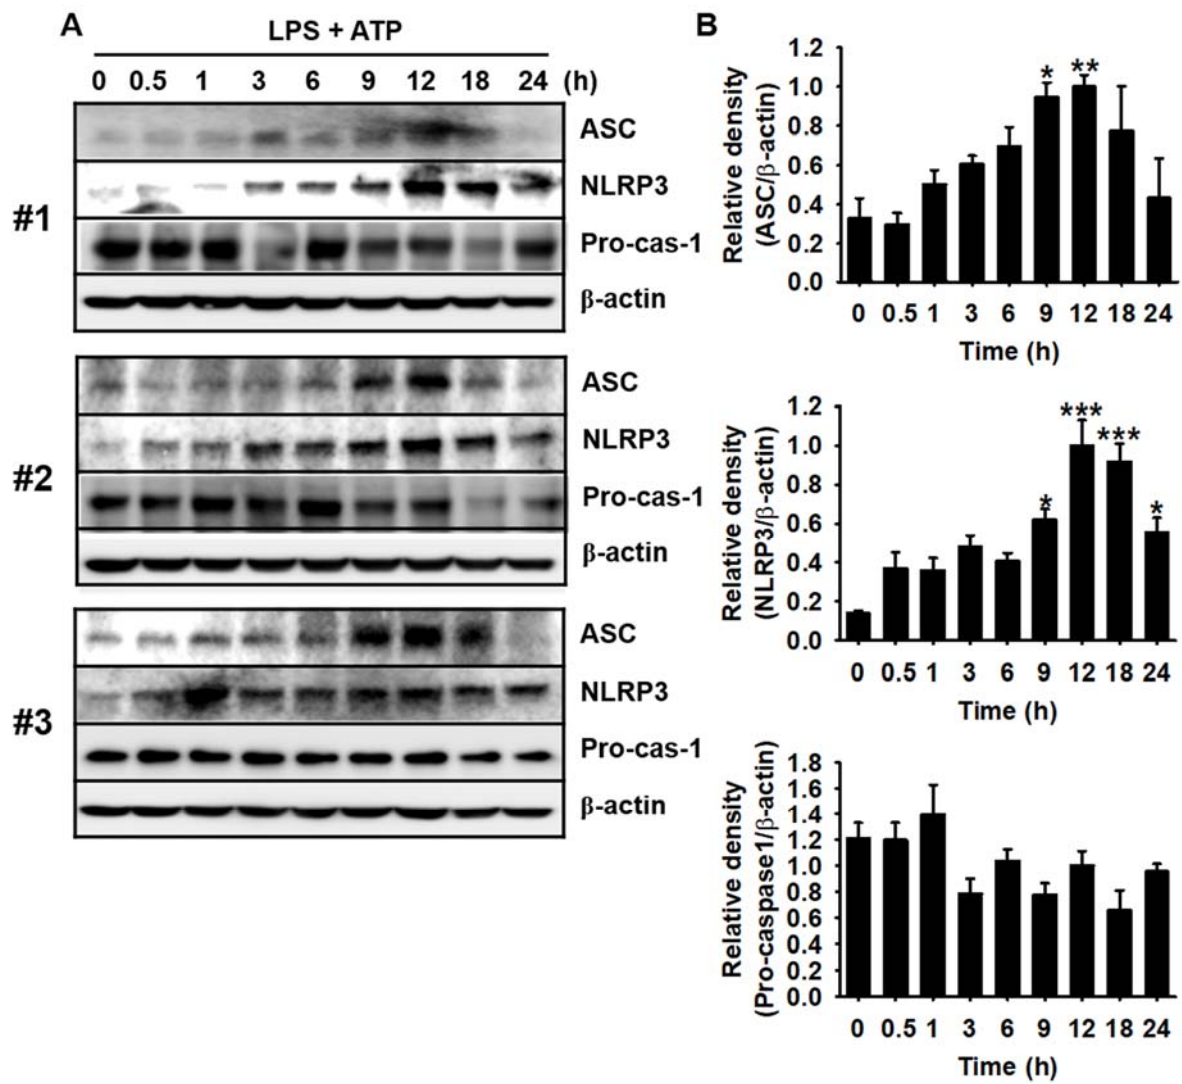 A
LPS + ATP
0 0.5 1 3 6 9 12 18 24 (h)
#1
ASC
NLRP3
Pro-cas-1
β-actin
#2
ASC
NLRP3
Pro-cas-1
β-actin
#3
ASC
NLRP3
Pro-cas-1
β-actin
B
Relative density
(ASC/β-actin)
1.2
1.0
0.8
0.6
0.4
0.2
0.0
* **
0 0.5 1 3 6 9 12 18 24
Time (h)
Relative density
(NLRP3/β-actin)
1.2
1.0
0.8
0.6
0.4
0.2
0.0
* *** *** *
0 0.5 1 3 6 9 12 18 24
Time (h)
Relative density
(Pro-caspase1/β-actin)
1.8
1.6
1.4
1.2
1.0
0.8
0.6
0.4
0.2
0.0
0 0.5 1 3 6 9 12 18 24
Time (h)